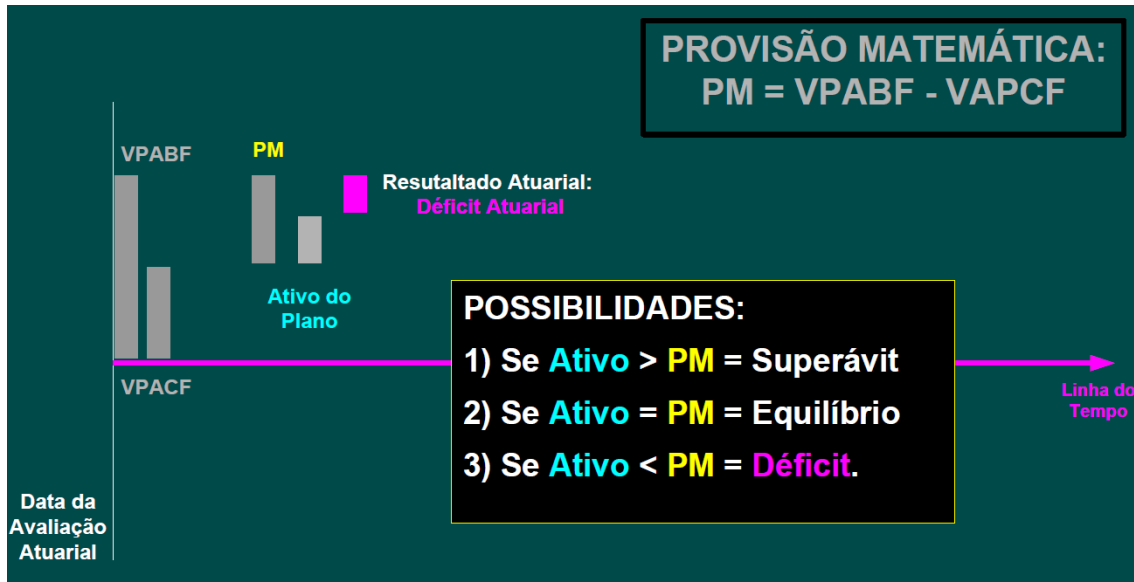 PROVISÃO MATEMÁTICA:
PM = VPABF - VAPCF
VPABF
PM
Resutaltado Atuarial:
Déficit Atuarial
Ativo do
Plano
POSSIBILIDADES:
1) Se Ativo > PM = Superávit
2) Se Ativo = PM = Equilíbrio
3) Se Ativo < PM = Déficit.
VPACF
Linha do
Tempo
Data da
Avaliação
Atuarial